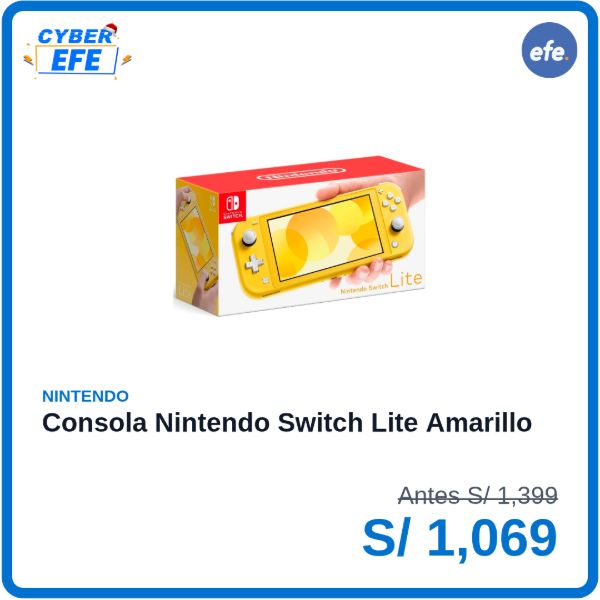 CYBER
EFE
efe.
Nintendo
NINTENDO
SWITCH
Nintendo Switch Lite
NINTENDO
Consola Nintendo Switch Lite Amarillo
Antes S/ 1,399
S/ 1,069